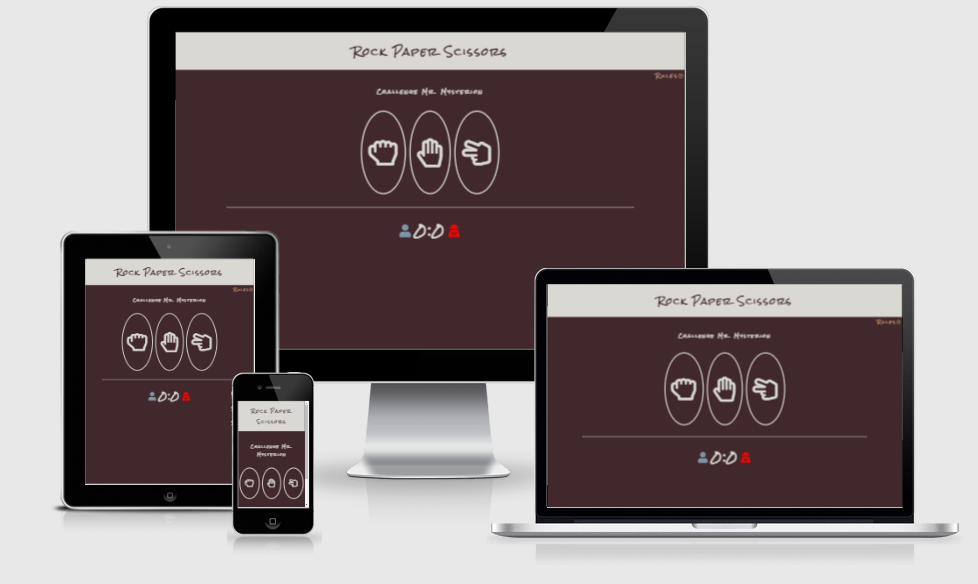 Rock Paper Scissors
Rules
Challenge Mr. Mysterion
0:0
Rock Paper Scissors
Rules
Challenge Mr. Mysterion
0:0
Rock Paper
Scissors
Challenge Mr.
Mysterion
Rock Paper Scissors
Rules
Challenge Mr. Mysterion
0:0